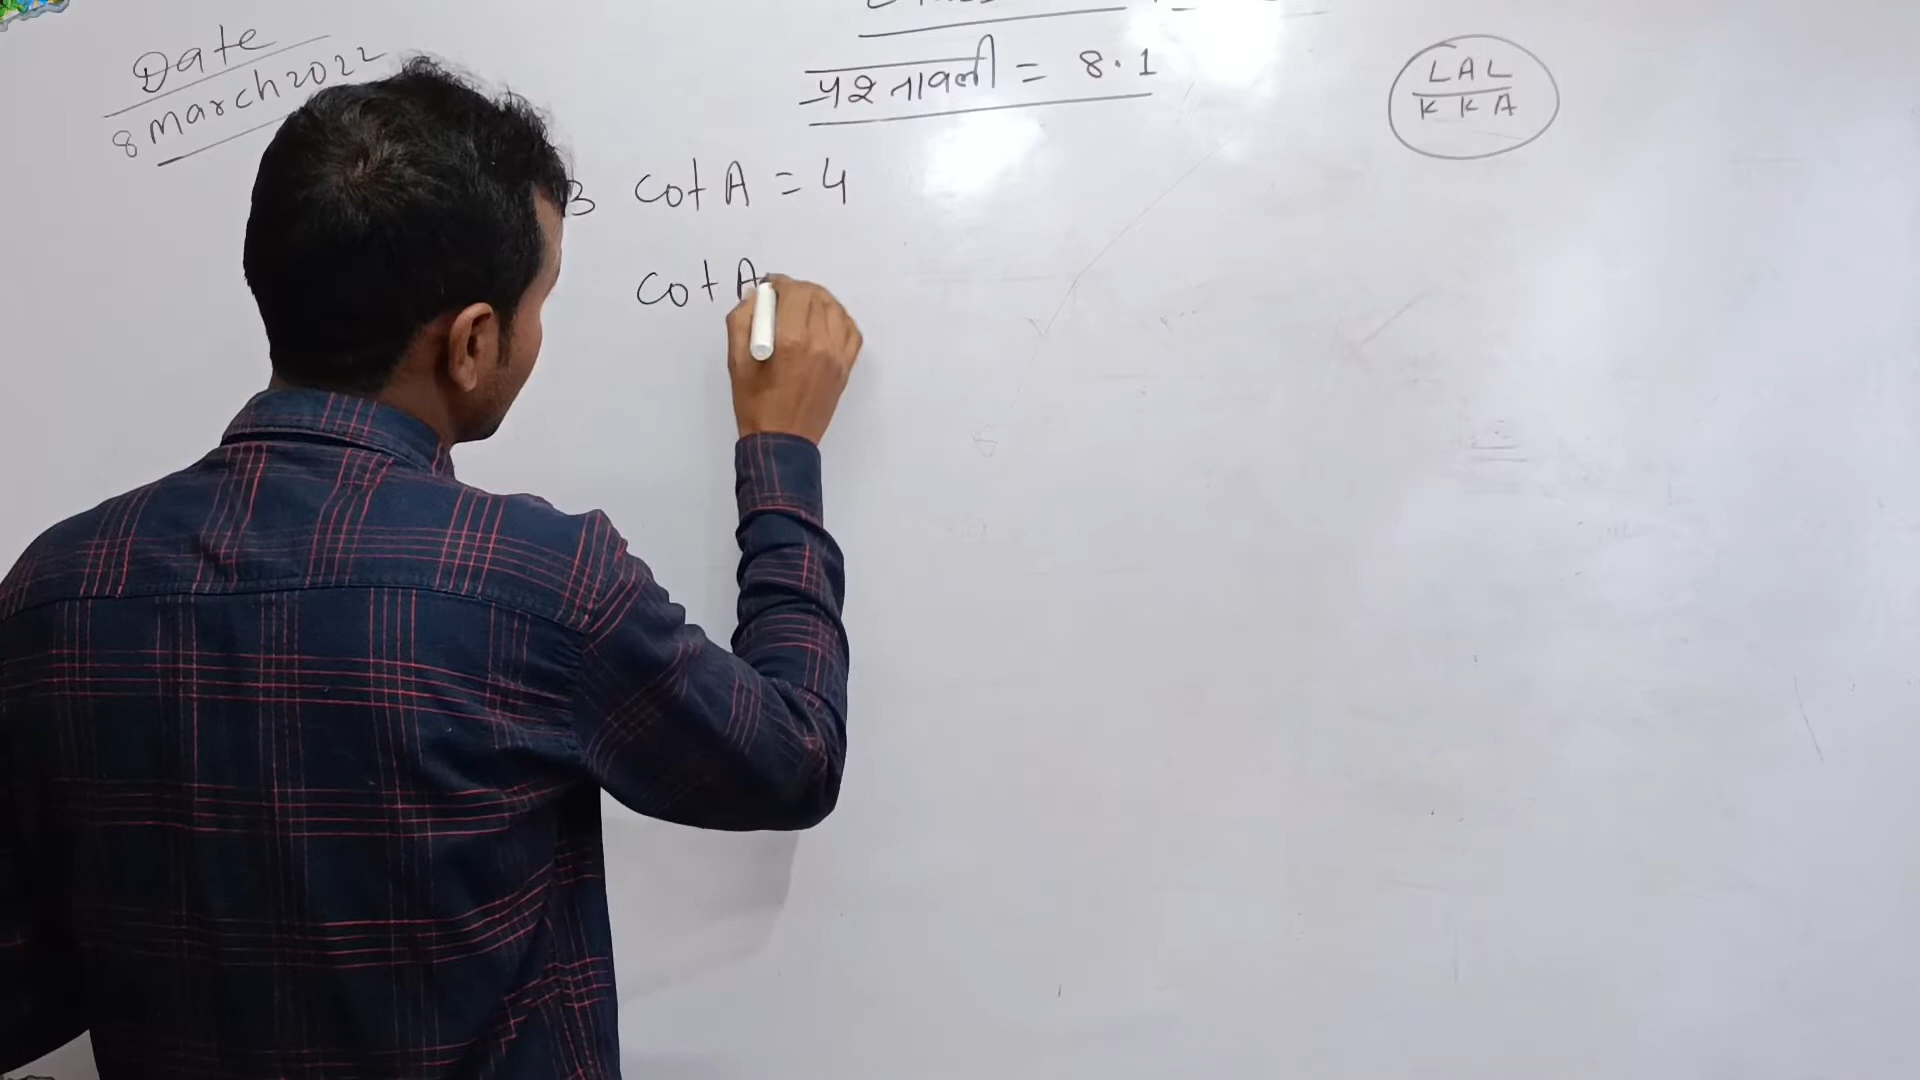 Date
8 March 2022
प्रश्नावली = 8.1
LAL
KKA
3 cot A = 4
cot A